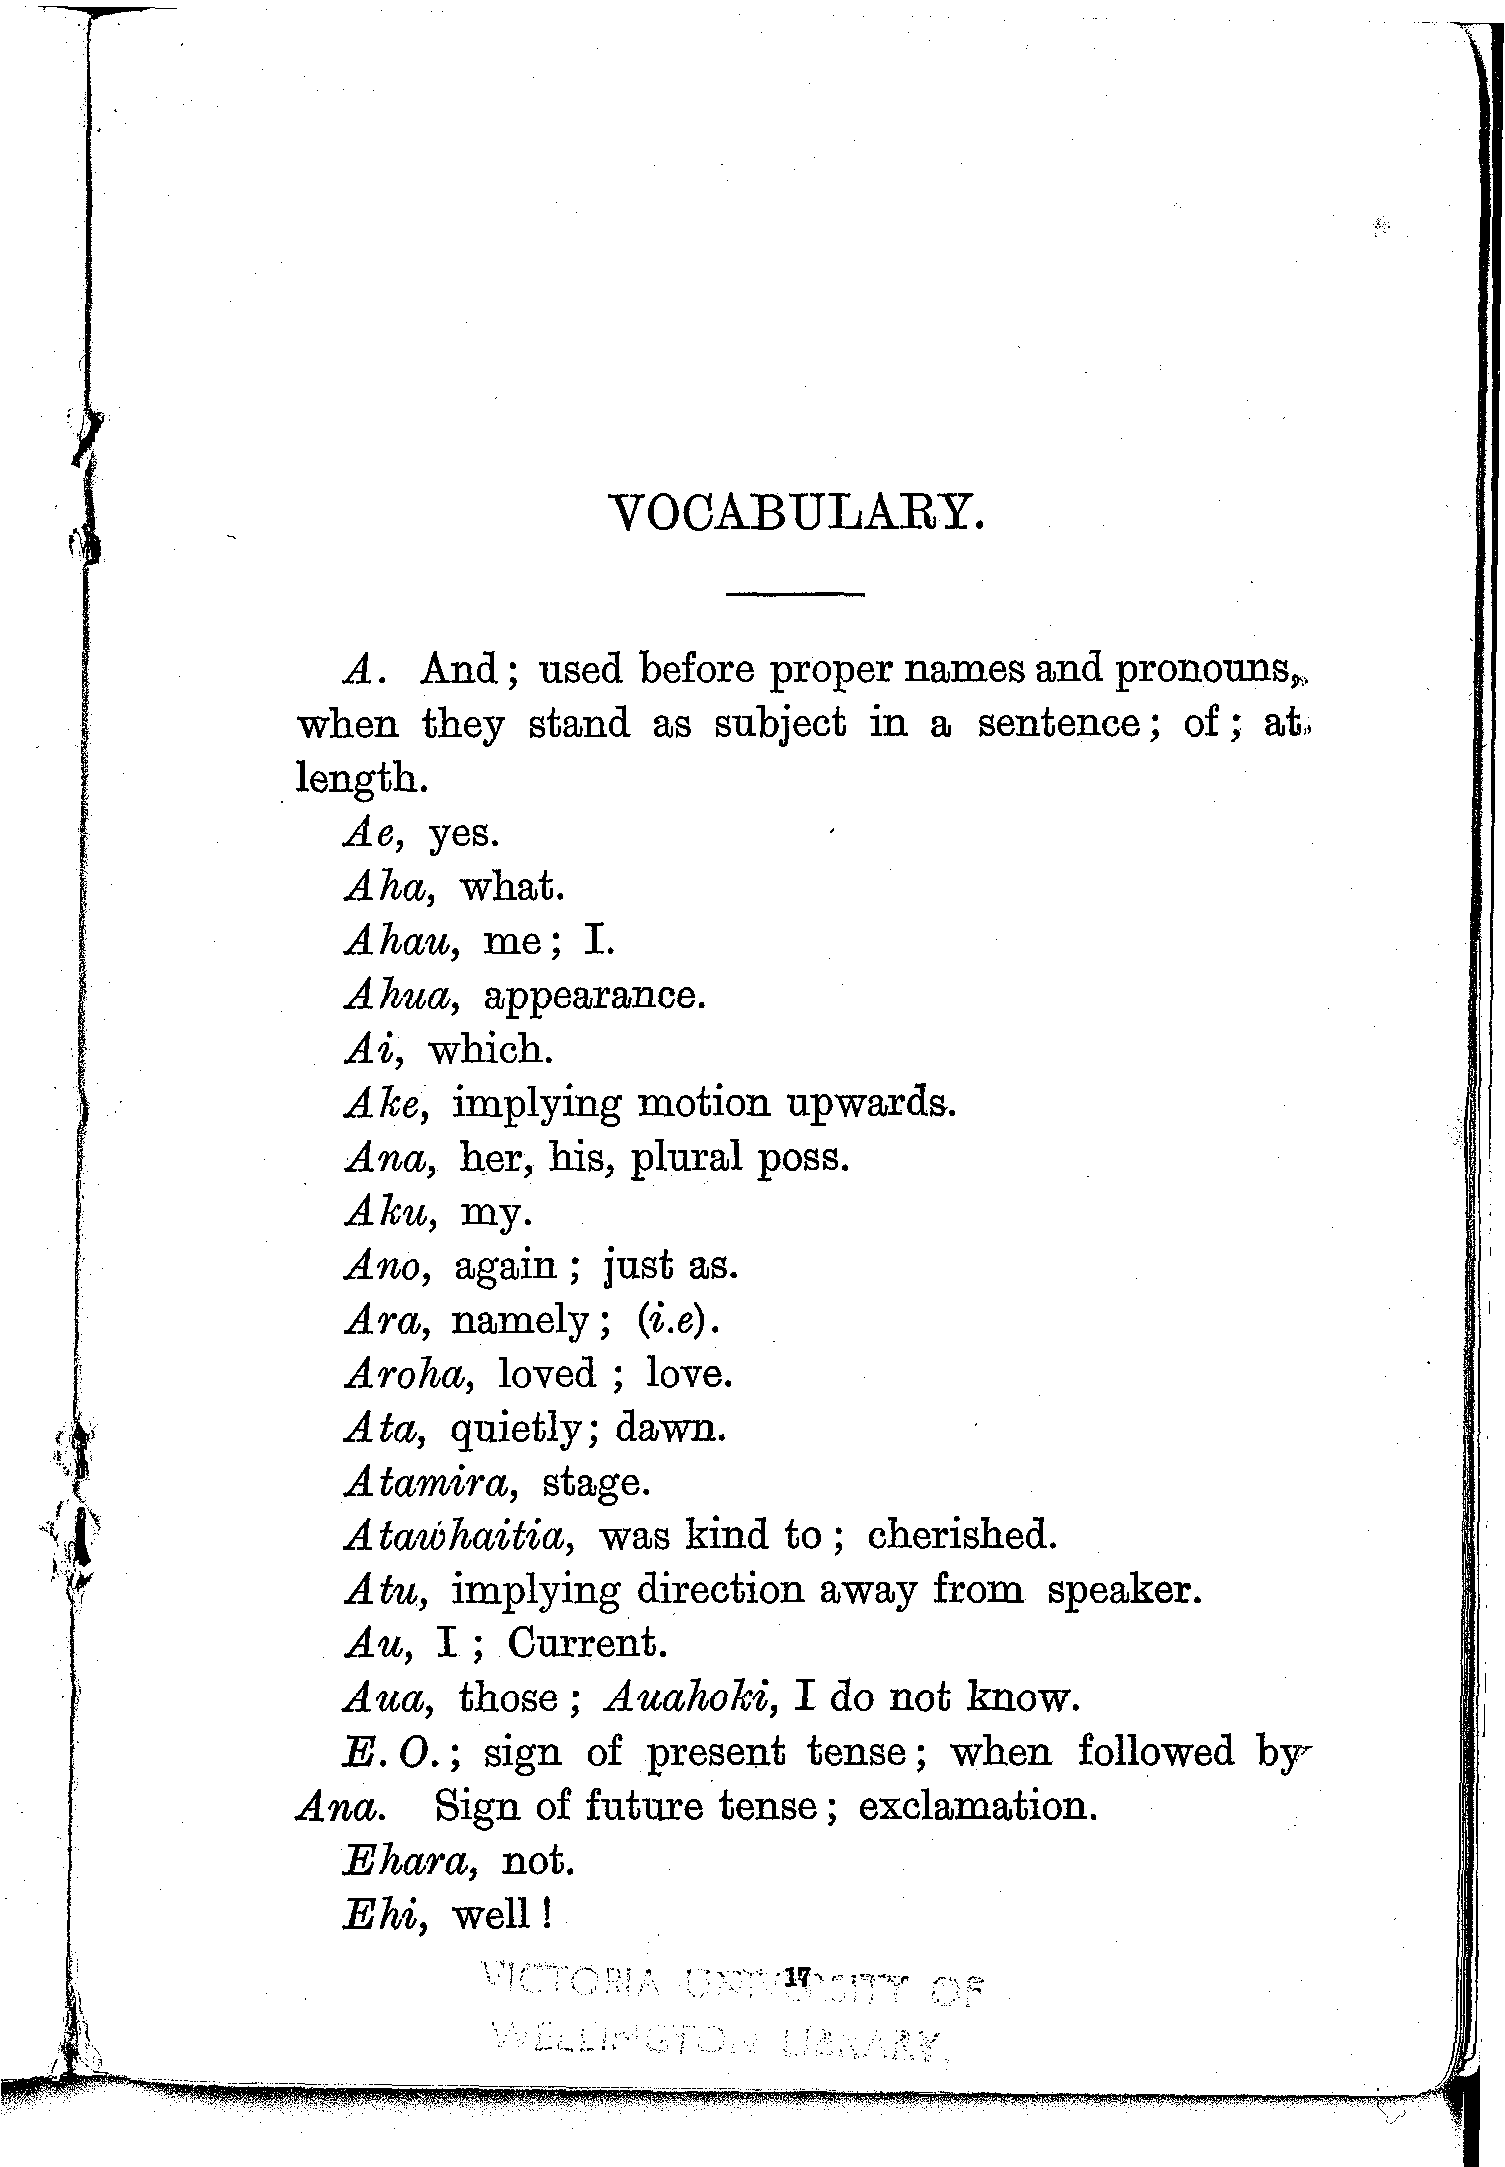 VOCABULARY.
A. And; used before proper names and pronouns,
when they stand as subject in a sentence; of; at
length.
Ae, yes.
Aha, what.
Ahau, me; I.
Ahua, appearance.
Ai, which.
Ake, implying motion upwards.
Ana, her, his, plural poss.
Aku, my.
Ano, again; just as.
Ara, namely; (i.e).
Aroha, loved; love.
Ata, quietly; dawn.
Atamira, stage.
Atawhaitia, was kind to; cherished.
Atu, implying direction away from speaker.
Au, I; Current.
Aua, those; Auahoki, I do not know.
E. O.; sign of present tense; when followed by
Ana. Sign of future tense; exclamation.
Ehara, not.
Ehi, well!
17
VICTORIA UNIVERSITY OF
WELLINGTON LIBRARY.